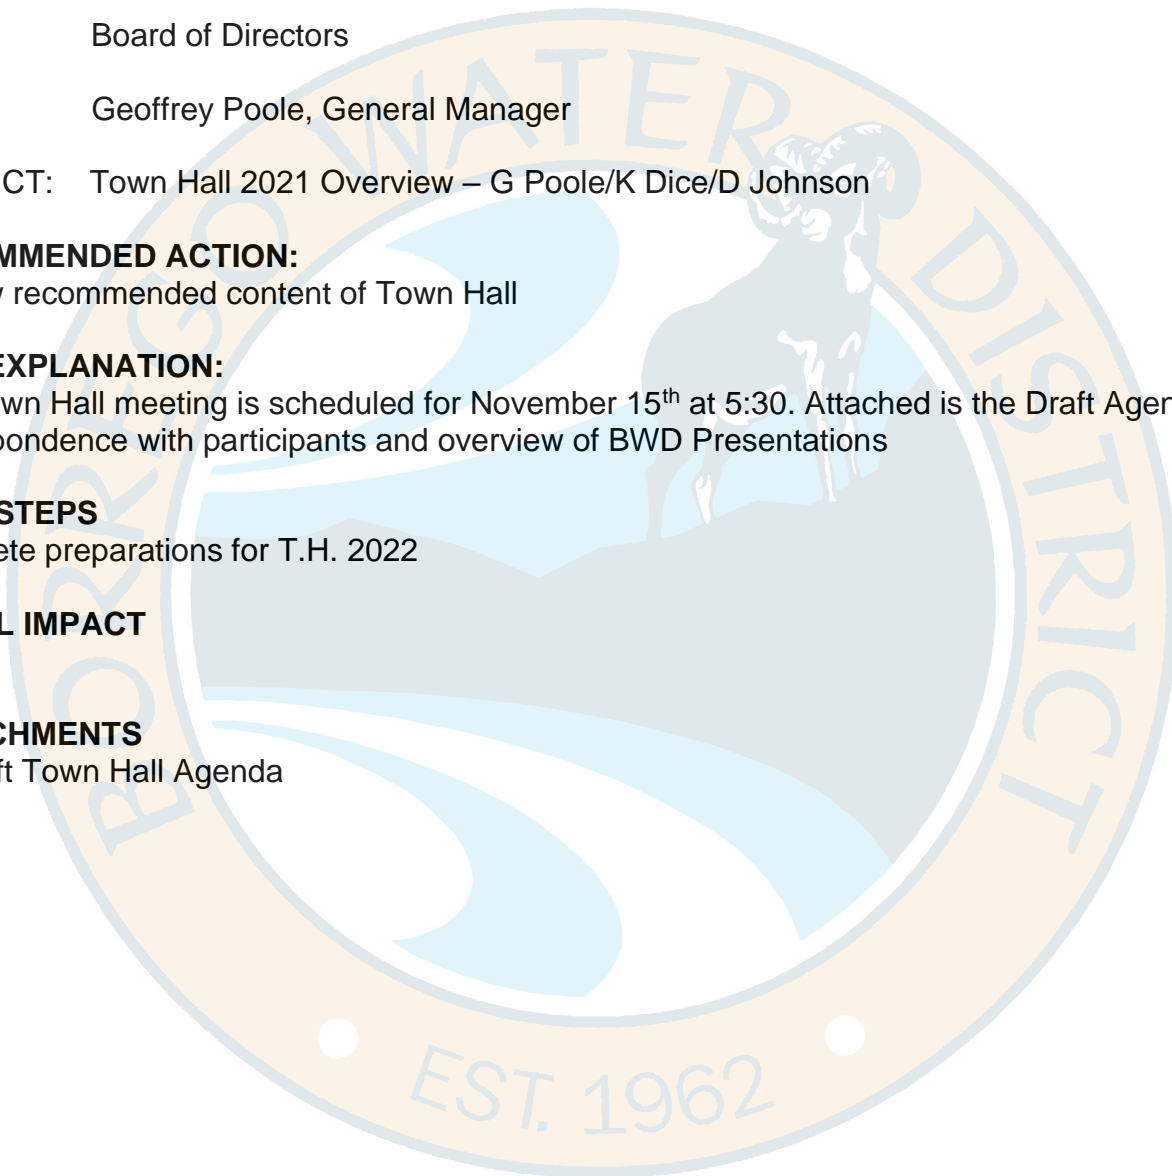 Board of Directors
Geoffrey Poole, General Manager
CT: Town Hall 2021 Overview – G Poole/K Dice/D Johnson
MMENDED ACTION:
recommended content of Town Hall
EXPLANATION:
wn Hall meeting is scheduled for November 15th at 5:30. Attached is the Draft Agen
pondence with participants and overview of BWD Presentations
STEPS
ete preparations for T.H. 2022
L IMPACT
CHMENTS
ft Town Hall Agenda
BORREGO WATER DISTRICT
EST. 1962